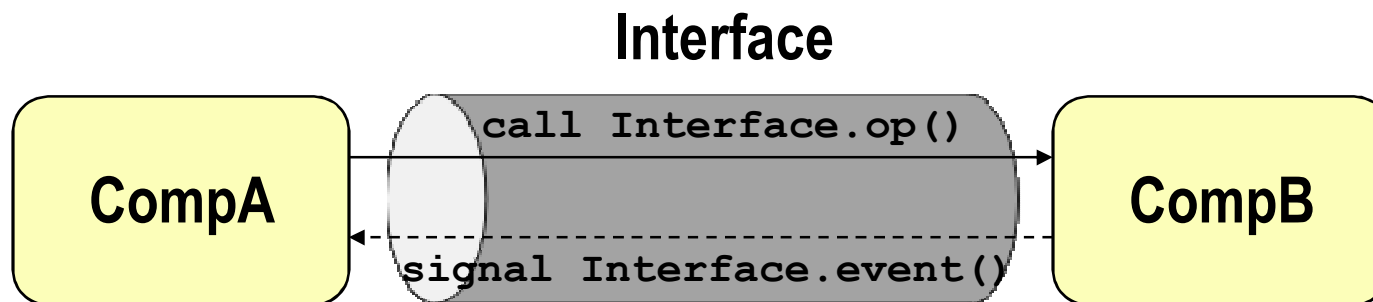 Interface
call Interface.op()
CompA
CompB
signal Interface.event()